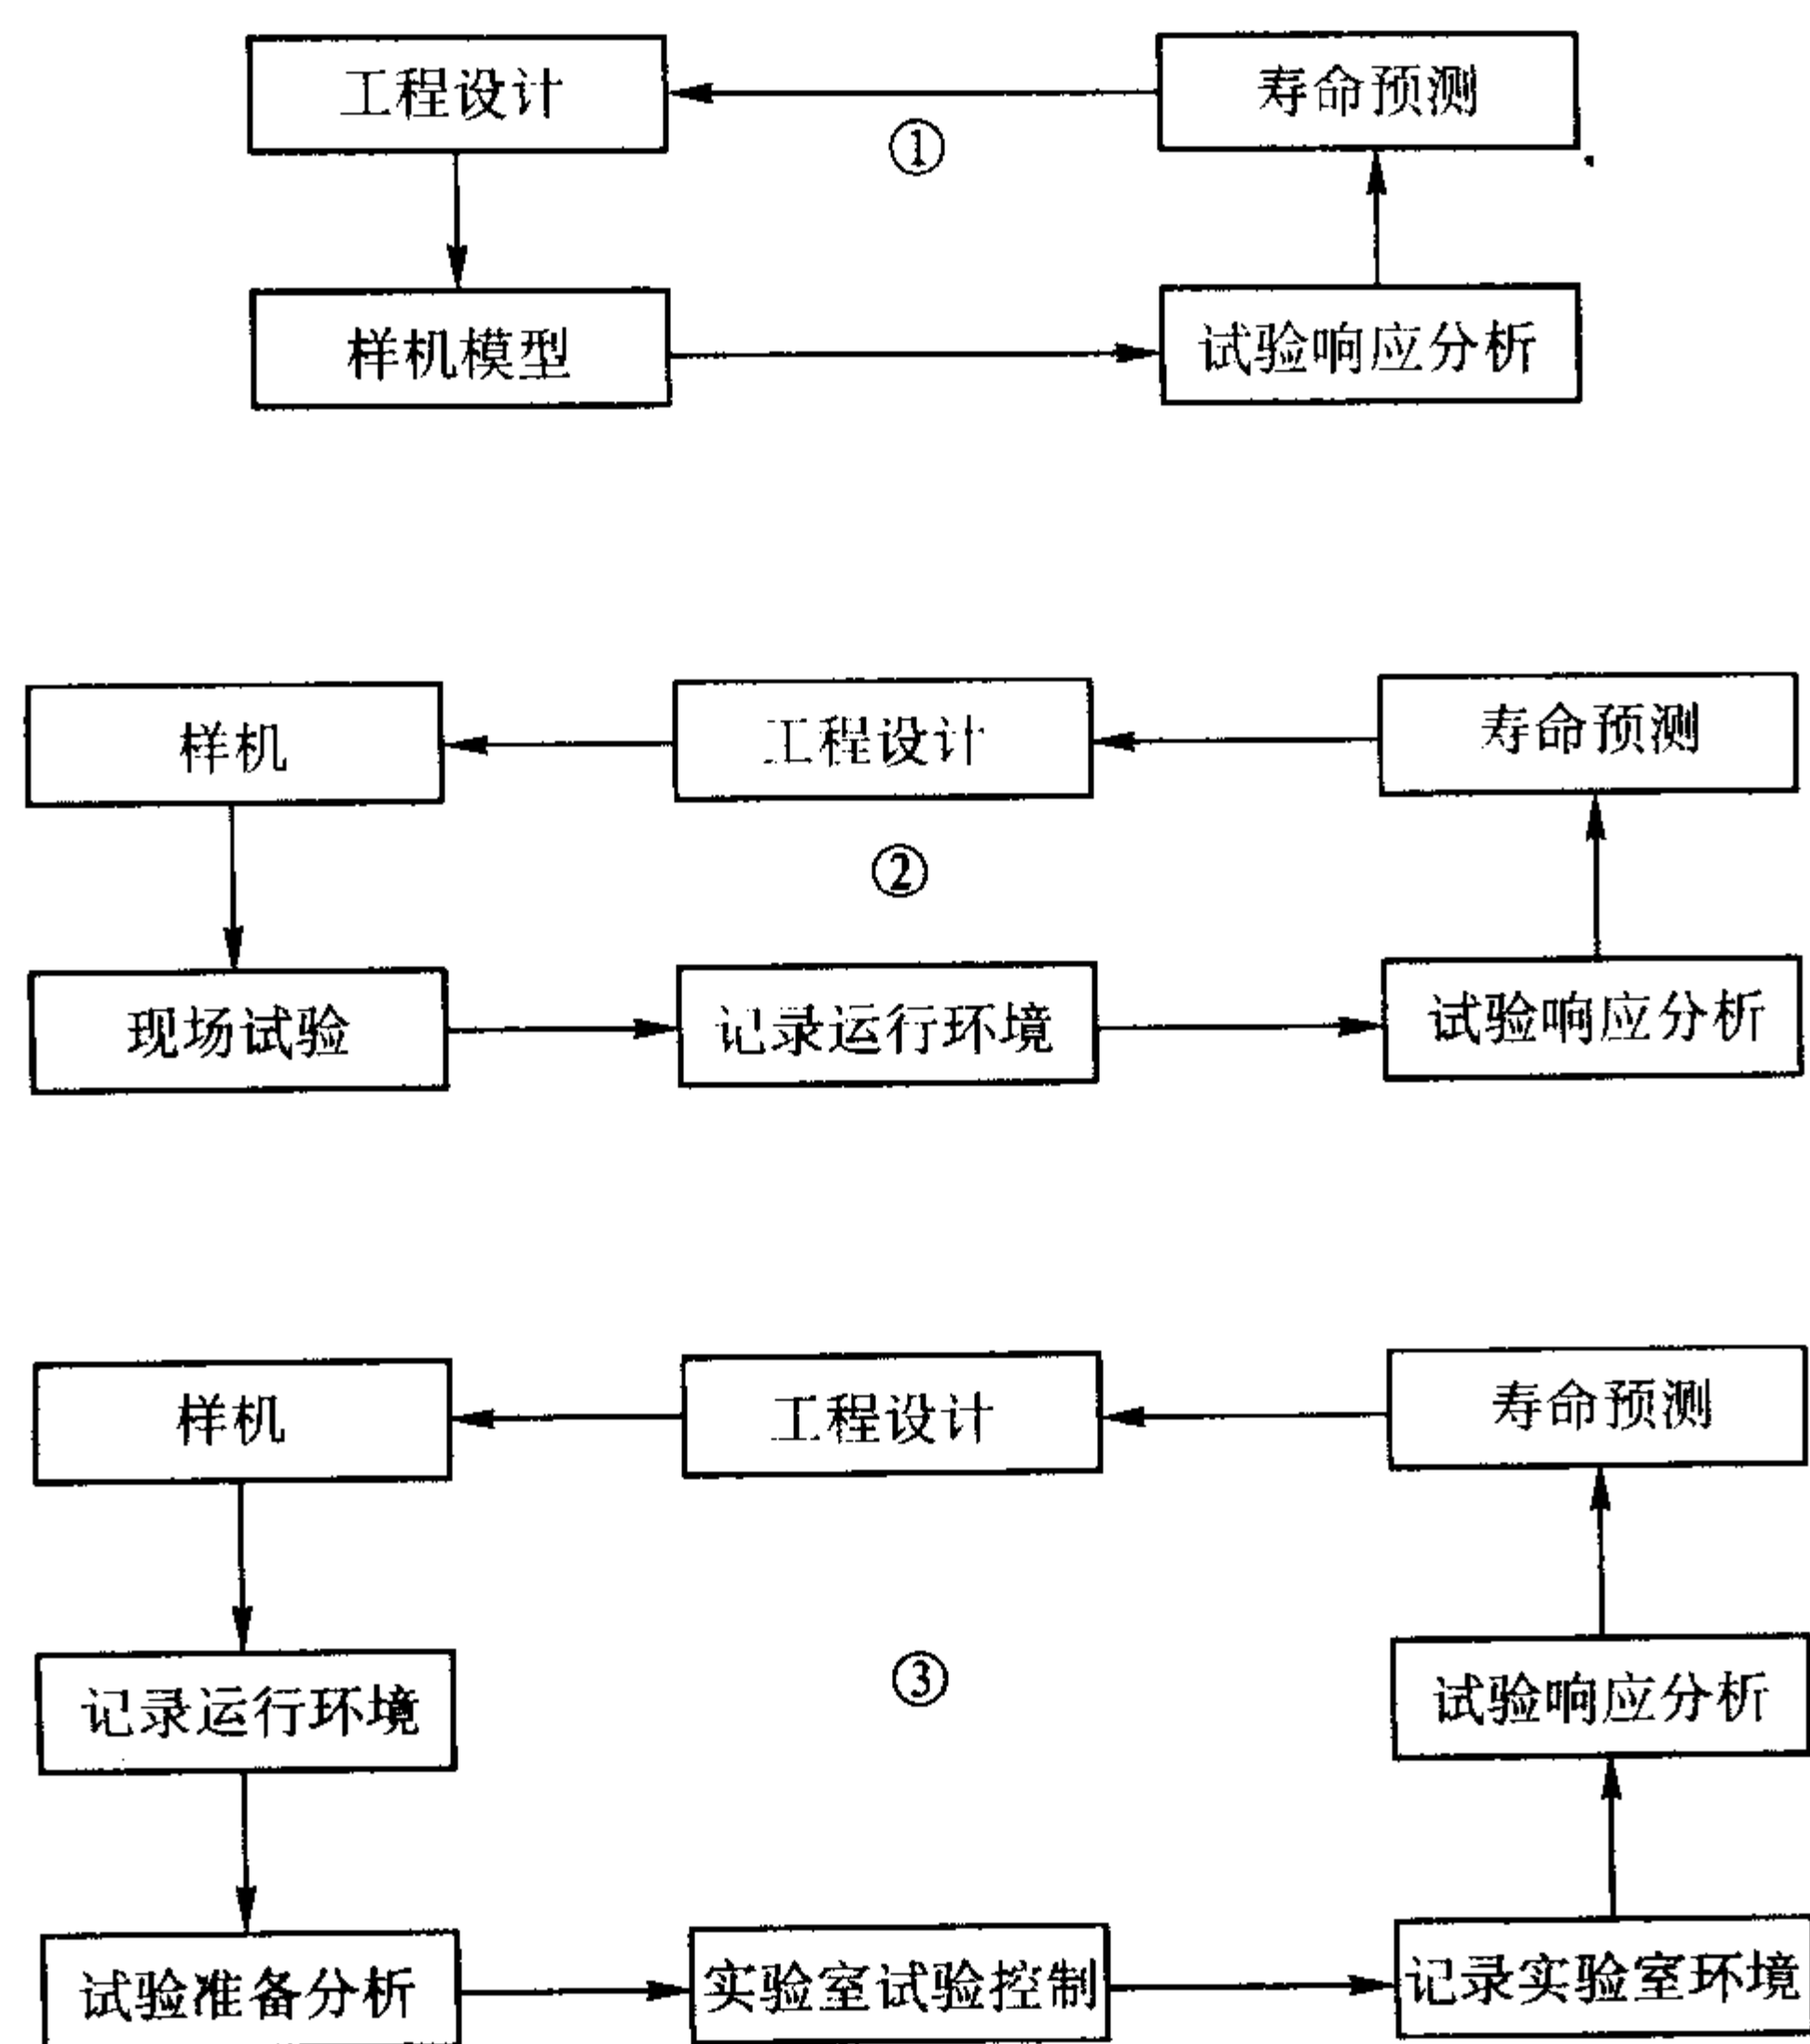 工程设计
寿命预测
①
样机模型
试验响应分析
样机
工程设计
寿命预测
②
现场试验
记录运行环境
试验响应分析
样机
工程设计
寿命预测
记录运行环境
③
试验响应分析
试验准备分析
实验室试验控制
记录实验室环境